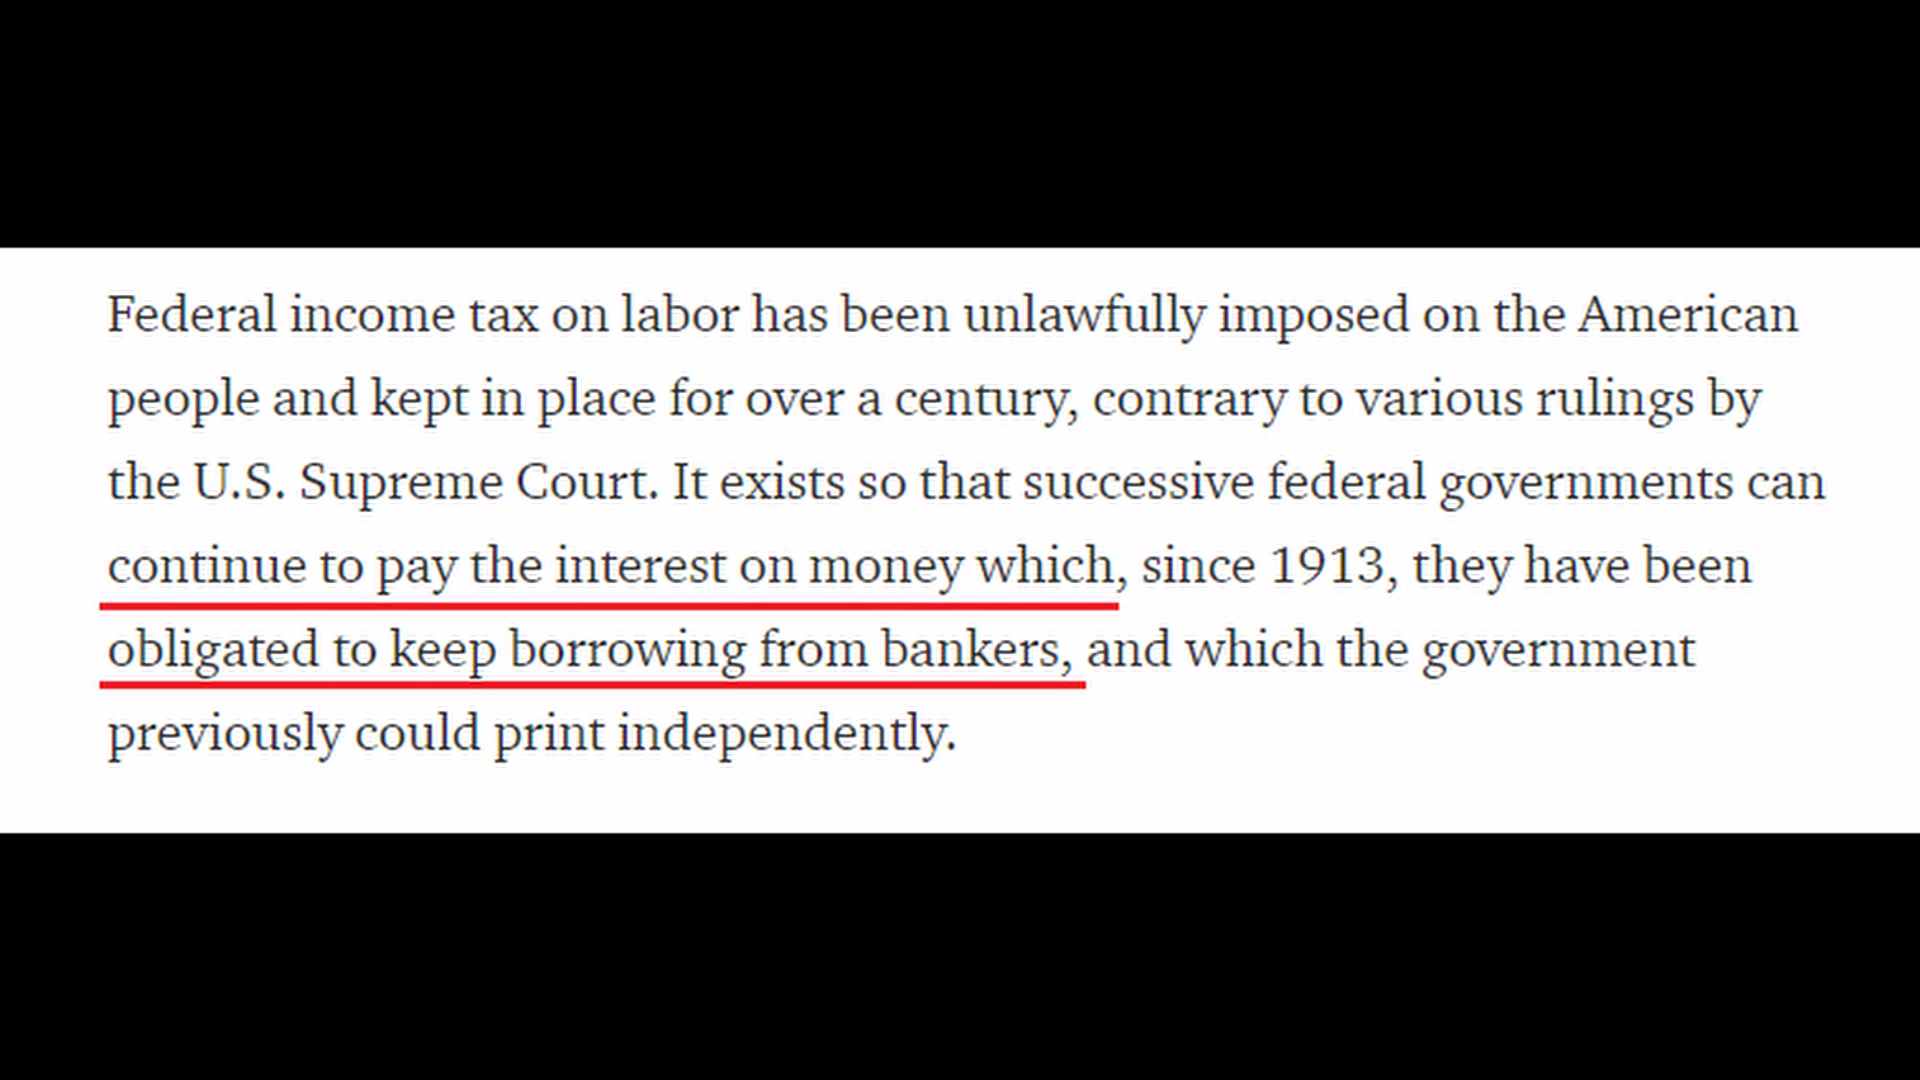 Federal income tax on labor has been unlawfully imposed on the American
people and kept in place for over a century, contrary to various rulings by
the U.S. Supreme Court. It exists so that successive federal governments can
continue to pay the interest on money which, since 1913, they have been
obligated to keep borrowing from bankers, and which the government
previously could print independently.